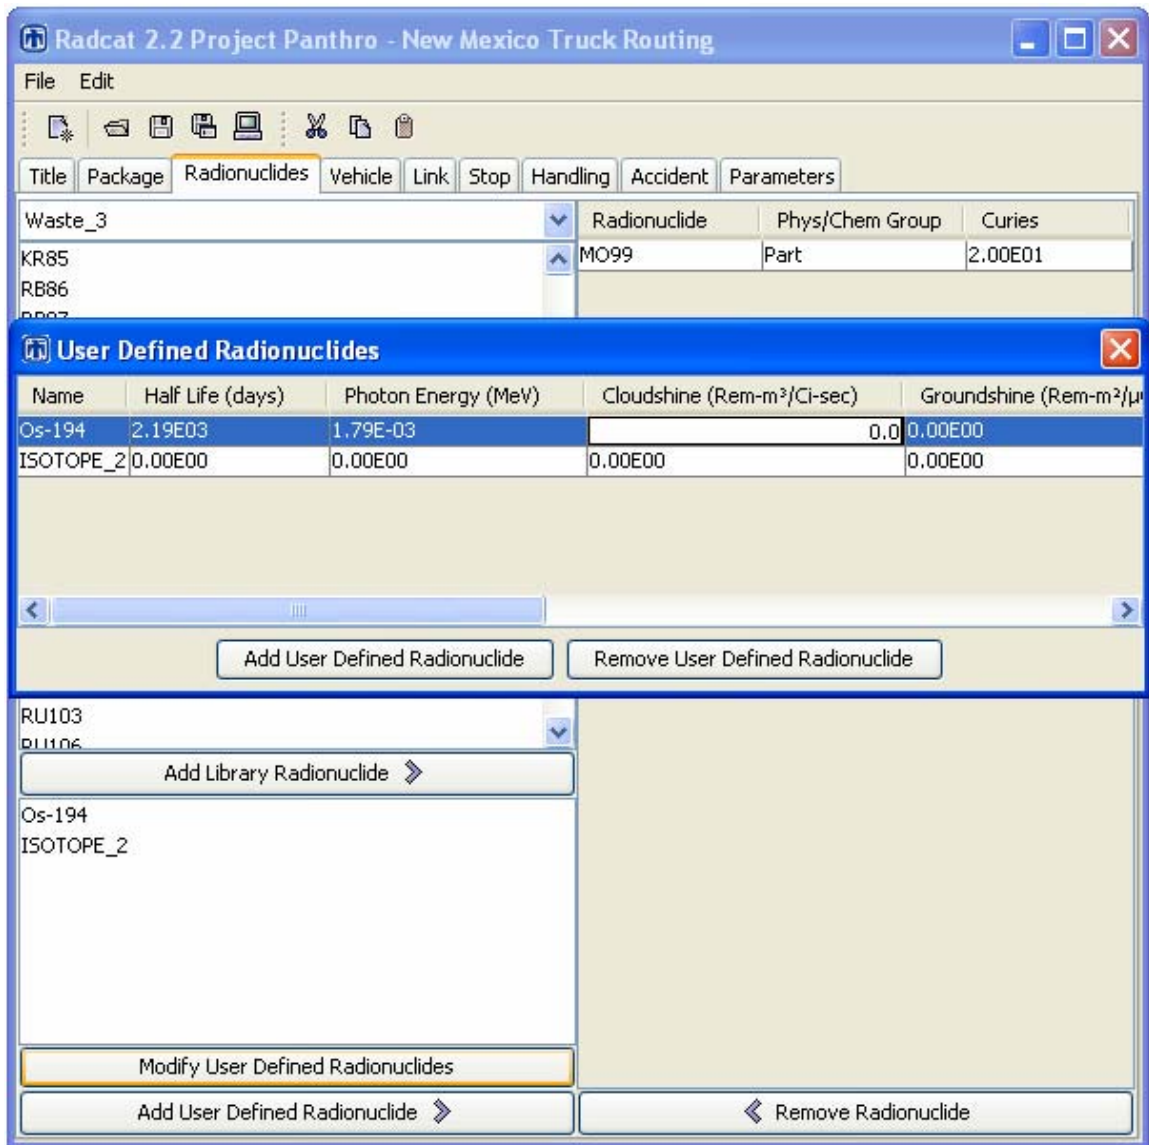 Radcat 2.2 Project Panthro - New Mexico Truck Routing
File Edit
Title Package Radionuclides Vehicle Link Stop Handling Accident Parameters
Waste_3 Radionuclide Phys/Chem Group Curies
KR85 MO99 Part 2.00E01
RB86
User Defined Radionuclides
Name Half Life (days) Photon Energy (MeV) Cloudshine (Rem-m³/Ci-sec) Groundshine (Rem-m²/μ
Os-194 2.19E03 1.79E-03 0.0 0.00E00
ISOTOPE_2 0.00E00 0.00E00 0.00E00 0.00E00
Add User Defined Radionuclide Remove User Defined Radionuclide
RU103
RU106
Add Library Radionuclide
Os-194
ISOTOPE_2
Modify User Defined Radionuclides
Add User Defined Radionuclide Remove Radionuclide